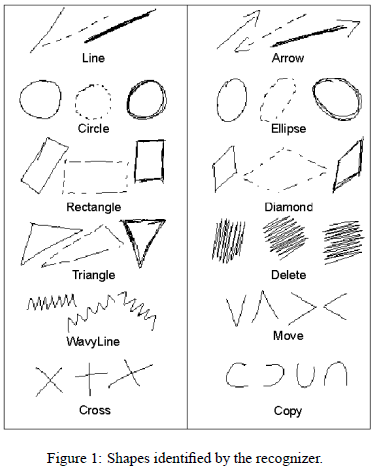 Line
Arrow
Circle
Ellipse
Rectangle
Diamond
Triangle
Delete
WavyLine
Move
Cross
Copy
Figure 1: Shapes identified by the recognizer.